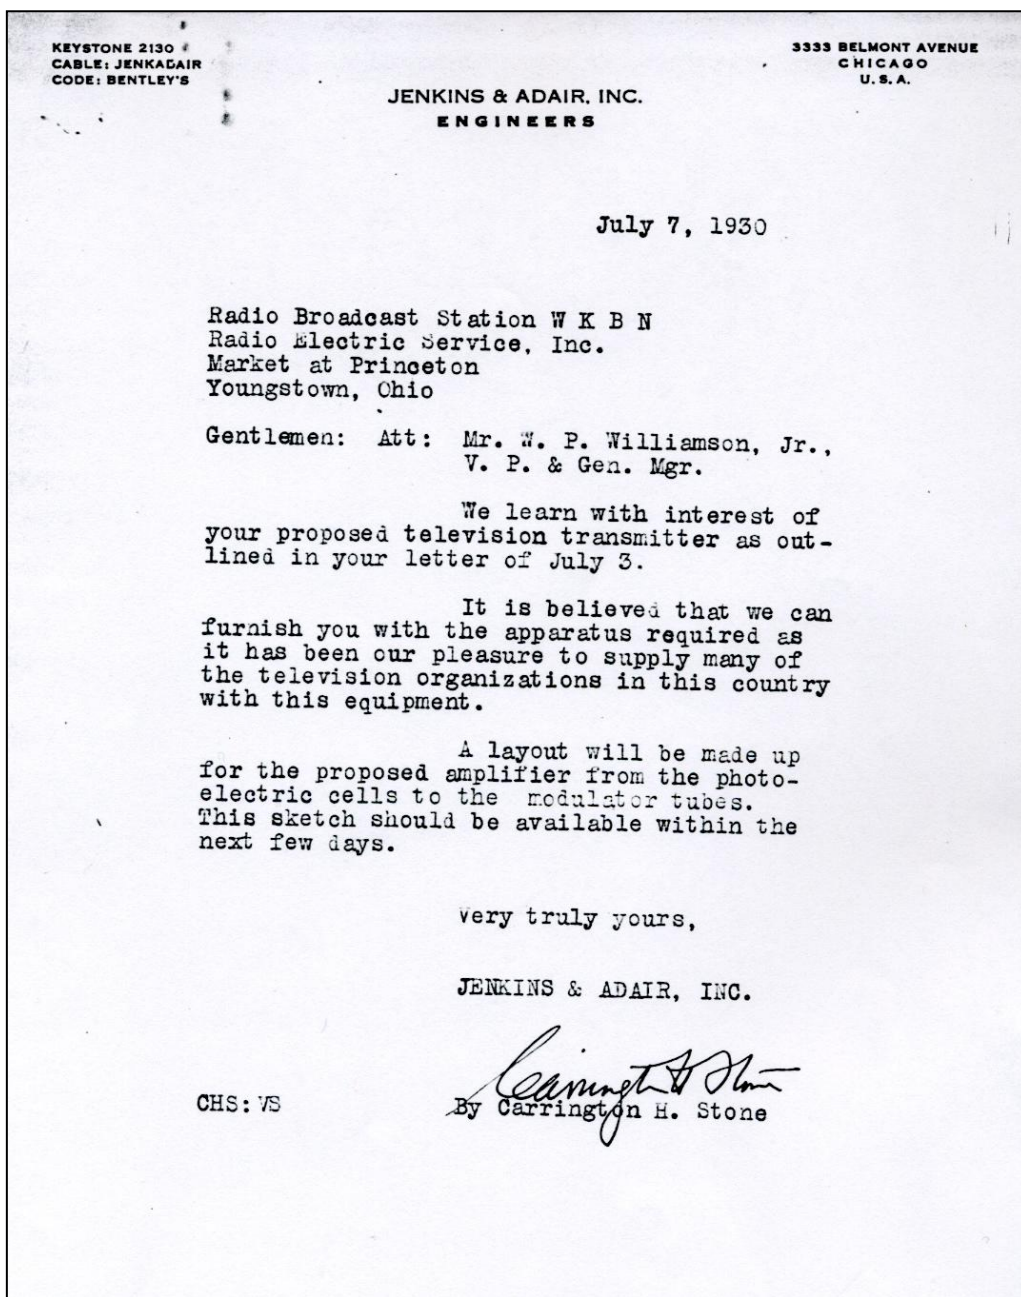 KEYSTONE 2130
CABLE: JENKADAIR
CODE: BENTLEY'S
3333 BELMONT AVENUE
CHICAGO
U.S.A.
JENKINS & ADAIR, INC.
ENGINEERS
July 7, 1930
Radio Broadcast Station W K B N
Radio Electric Service, Inc.
Market at Princeton
Youngstown, Ohio
Gentlemen: Att: Mr. W. P. Williamson, Jr.,
V. P. & Gen. Mgr.
We learn with interest of
your proposed television transmitter as out-
lined in your letter of July 3.
It is believed that we can
furnish you with the apparatus required as
it has been our pleasure to supply many of
the television organizations in this country
with this equipment.
A layout will be made up
for the proposed amplifier from the photo-
electric cells to the modulator tubes.
This sketch should be available within the
next few days.
Very truly yours,
JENKINS & ADAIR, INC.
Carrington H Stone
CHS:VS By Carrington H. Stone